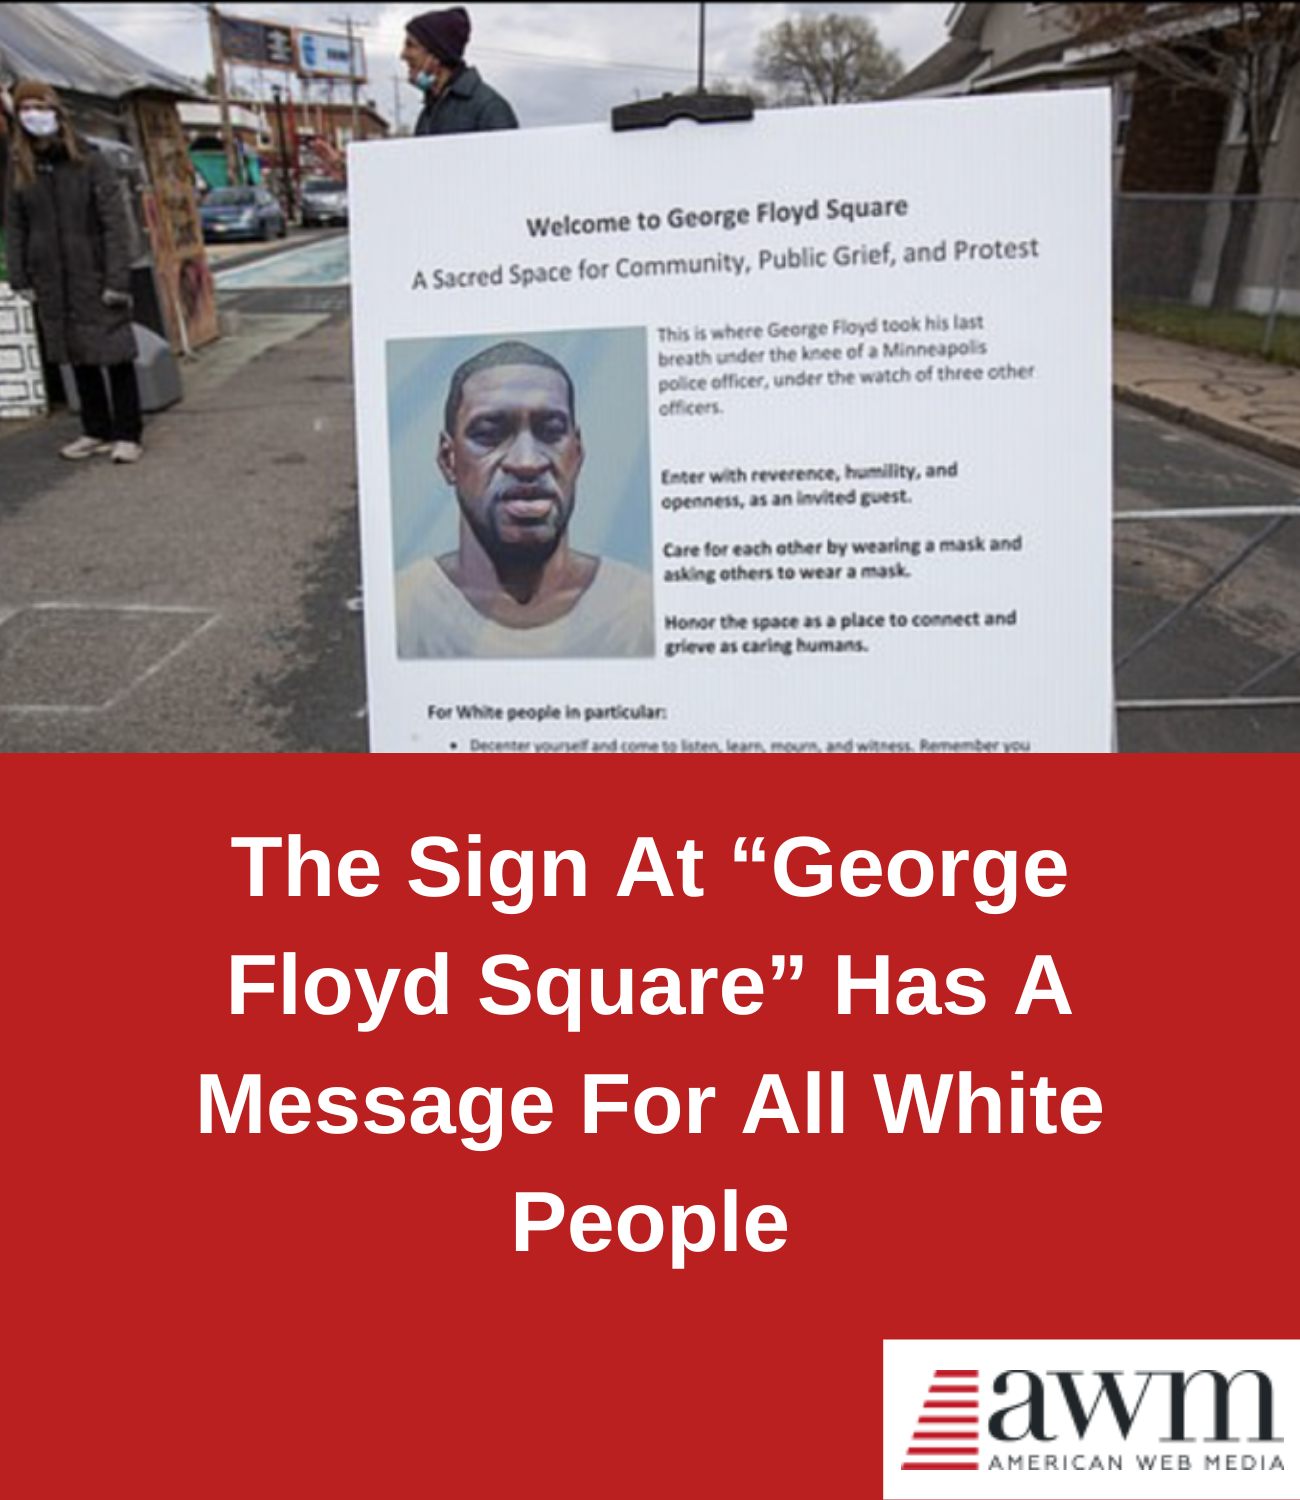 Welcome to George Floyd Square
A Sacred Space for Community, Public Grief, and Protest
This is where George Floyd took his last
breath under the knee of a Minneapolis
police officer, under the watch of three other
officers.
Enter with reverence, humility, and
openness, as an invited guest.
Care for each other by wearing a mask and
asking others to wear a mask.
Honor the space as a place to connect and
grieve as caring humans.
For White people in particular:
• Decenter yourself and come to listen, learn, mourn, and witness. Remember you
The Sign At “George
Floyd Square” Has A
Message For All White
People
awm
AMERICAN WEB MEDIA